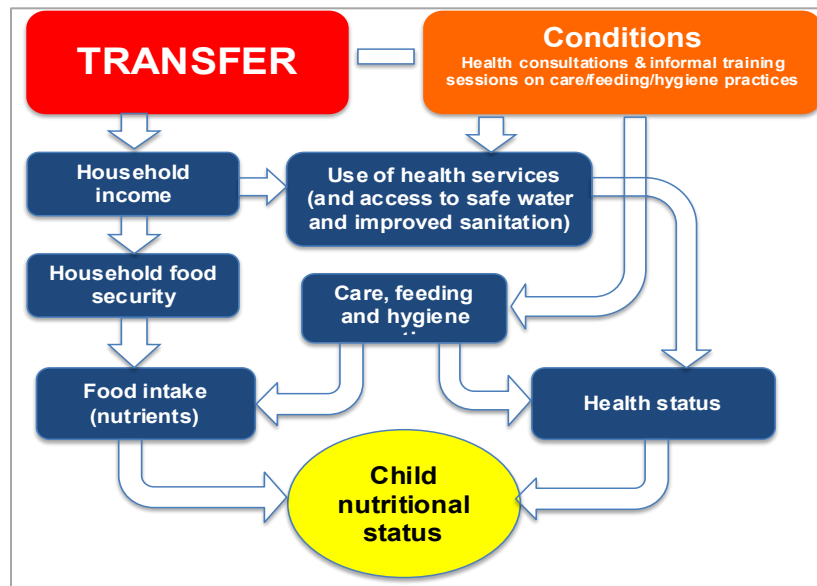 TRANSFER
Conditions
Health consultations & informal training
sessions on care/feeding/hygiene practices
Household
income
Use of health services
(and access to safe water
and improved sanitation)
Household food
security
Care, feeding
and hygiene
Food intake
(nutrients)
Health status
Child
nutritional
status